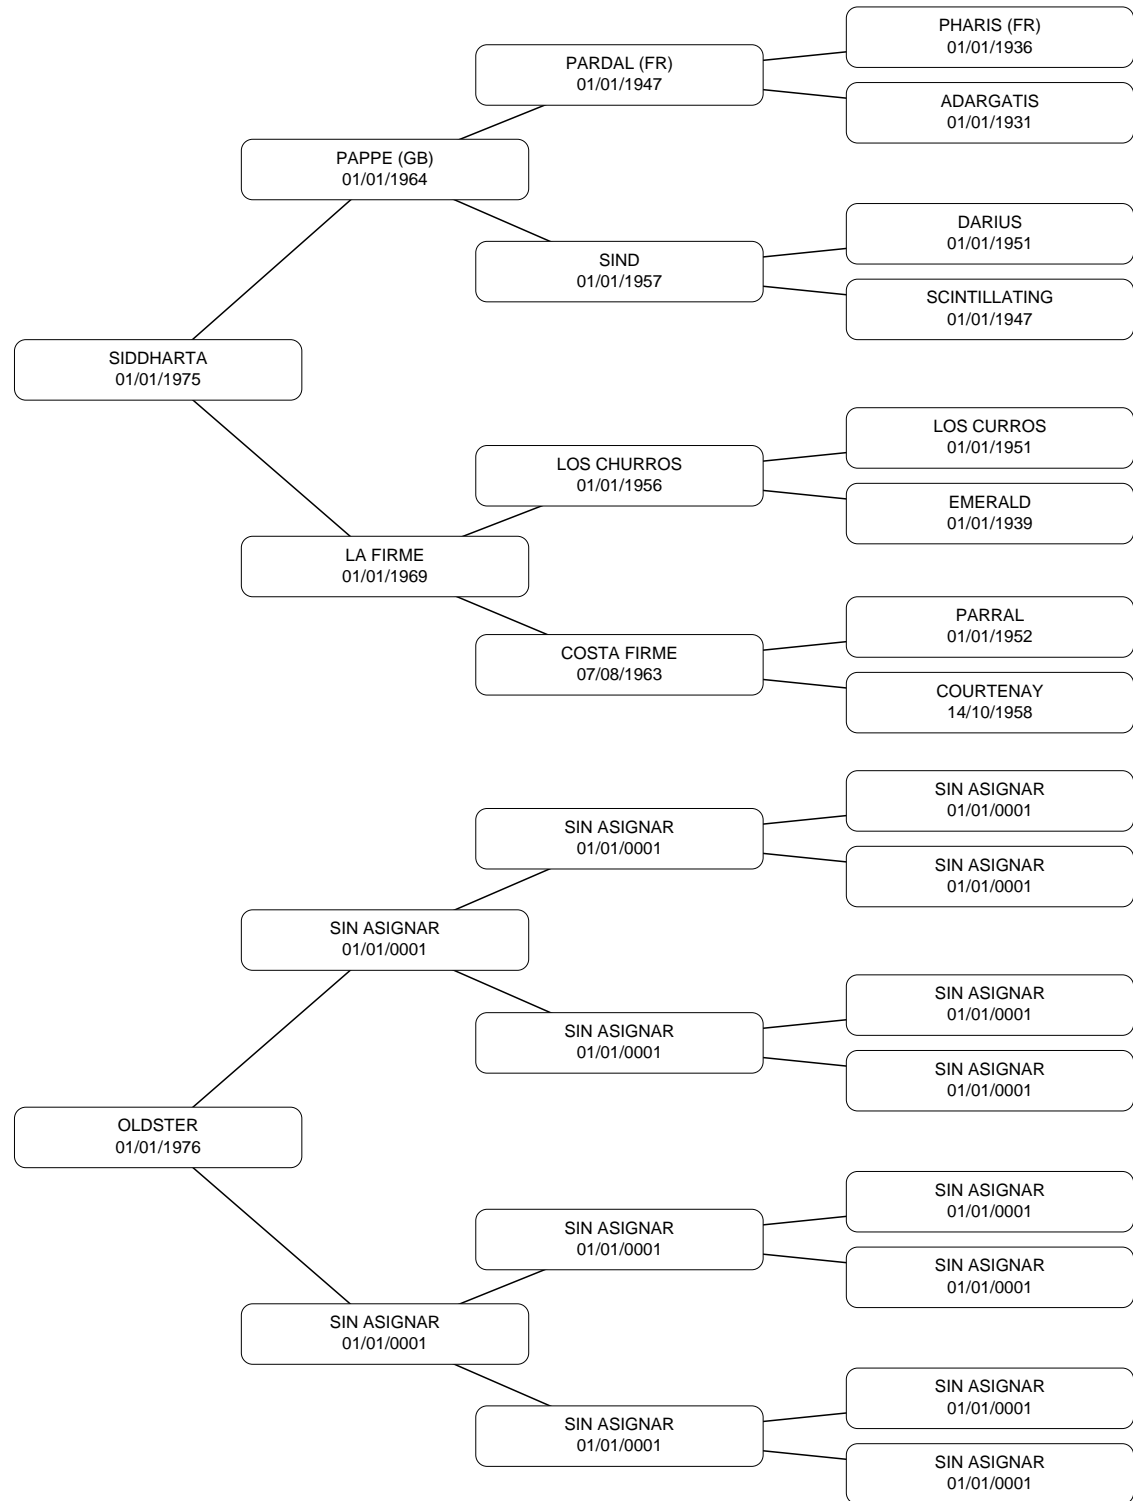 PHARIS (FR)
01/01/1936
PARDAL (FR)
01/01/1947
ADARGATIS
01/01/1931
PAPPE (GB)
01/01/1964
DARIUS
01/01/1951
SIND
01/01/1957
SCINTILLATING
01/01/1947
SIDDHARTA
01/01/1975
LOS CURROS
01/01/1951
LOS CHURROS
01/01/1956
EMERALD
01/01/1939
LA FIRME
01/01/1969
PARRAL
01/01/1952
COSTA FIRME
07/08/1963
COURTENAY
14/10/1958
SIN ASIGNAR
01/01/0001
SIN ASIGNAR
01/01/0001
SIN ASIGNAR
01/01/0001
SIN ASIGNAR
01/01/0001
SIN ASIGNAR
01/01/0001
SIN ASIGNAR
01/01/0001
SIN ASIGNAR
01/01/0001
OLDSTER
01/01/1976
SIN ASIGNAR
01/01/0001
SIN ASIGNAR
01/01/0001
SIN ASIGNAR
01/01/0001
SIN ASIGNAR
01/01/0001
SIN ASIGNAR
01/01/0001
SIN ASIGNAR
01/01/0001
SIN ASIGNAR
01/01/0001